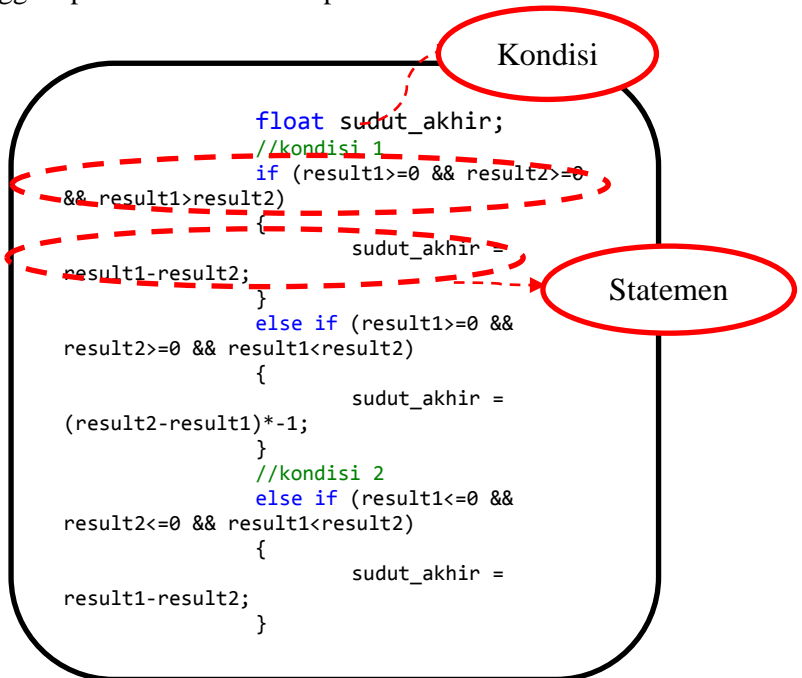 Kondisi
float sudut_akhir;
//kondisi 1
if (result1>=0 && result2>=0
&& result1>result2)
{
sudut_akhir =
result1-result2;
}
Statemen
else if (result1>=0 &&
result2>=0 && result1<result2)
{
sudut_akhir =
(result2-result1)*-1;
}
//kondisi 2
else if (result1<=0 &&
result2<=0 && result1<result2)
{
sudut_akhir =
result1-result2;
}